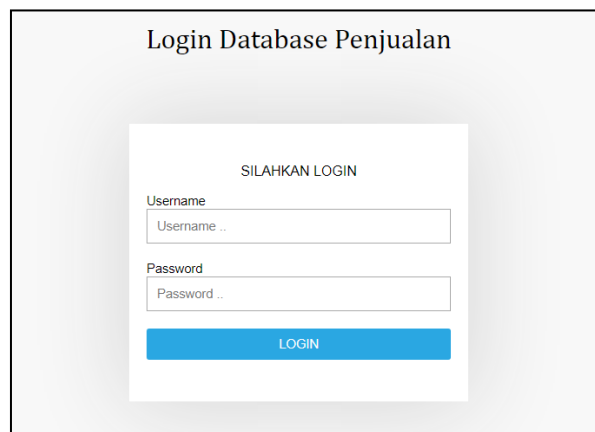 Login Database Penjualan
SILAHKAN LOGIN
Username
Username ..
Password
Password ..
LOGIN